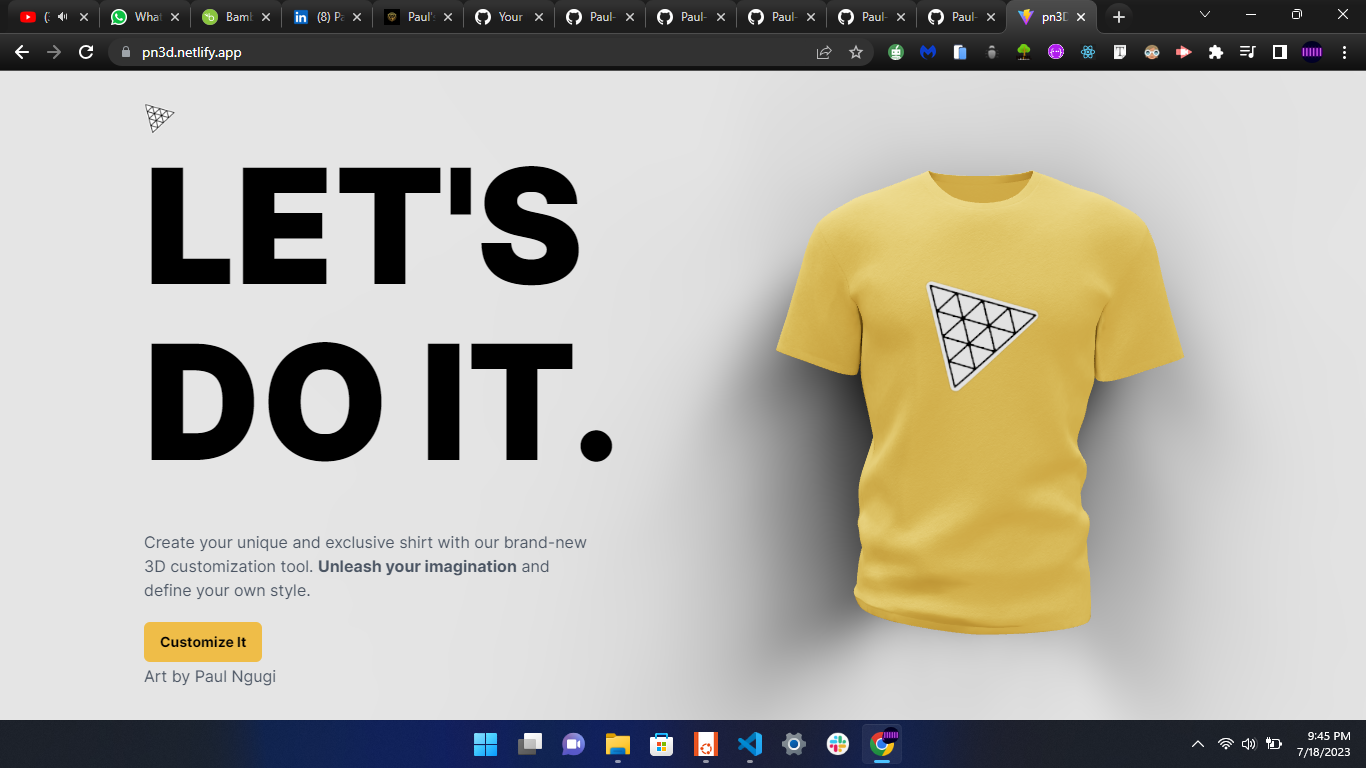 What
Bamb
(8) Pa
Paul'
Your
Paul-
Paul-
Paul-
Paul-
Paul-
pn3D
pn3d.netlify.app
LET'S
DO IT.
Create your unique and exclusive shirt with our brand-new
3D customization tool. Unleash your imagination and
define your own style.
Customize It
Art by Paul Ngugi
9:45 PM
7/18/2023